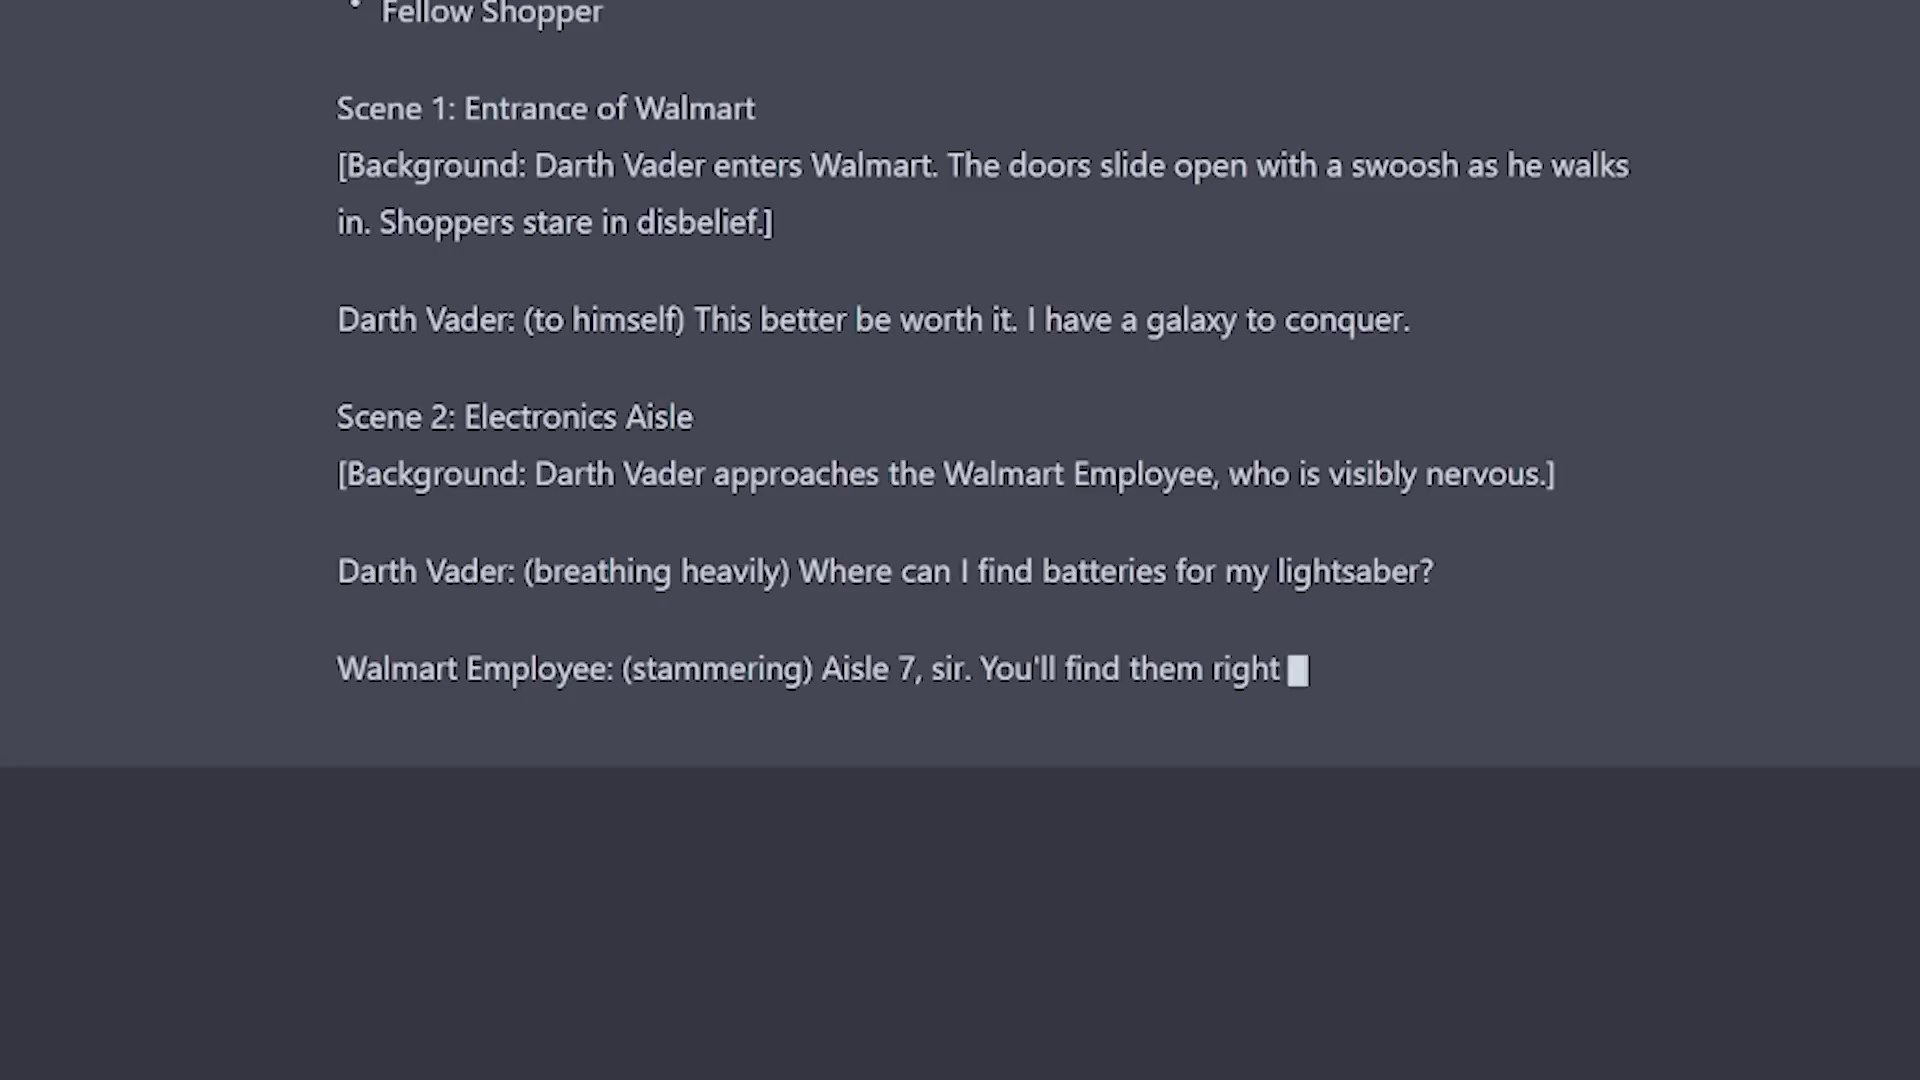 Fellow Shopper
Scene 1: Entrance of Walmart
[Background: Darth Vader enters Walmart. The doors slide open with a swoosh as he walks
in. Shoppers stare in disbelief.]
Darth Vader: (to himself) This better be worth it. I have a galaxy to conquer.
Scene 2: Electronics Aisle
[Background: Darth Vader approaches the Walmart Employee, who is visibly nervous.]
Darth Vader: (breathing heavily) Where can I find batteries for my lightsaber?
Walmart Employee: (stammering) Aisle 7, sir. You'll find them right